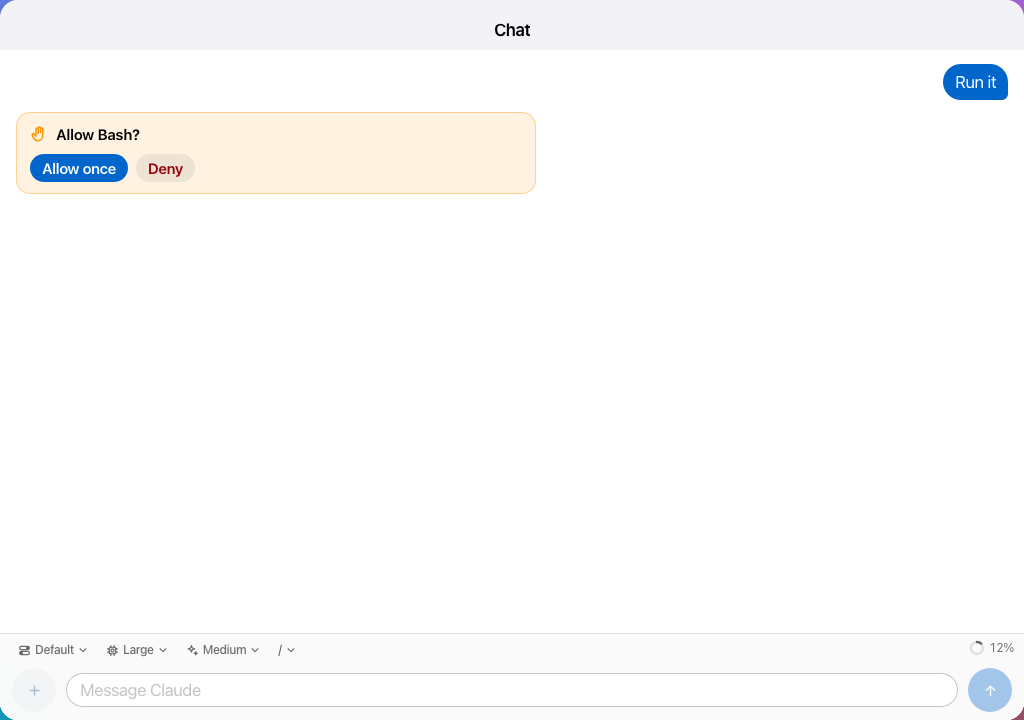 Chat
Run it
Allow Bash?
Allow once Deny
Default Large Medium / 12%
Message Claude